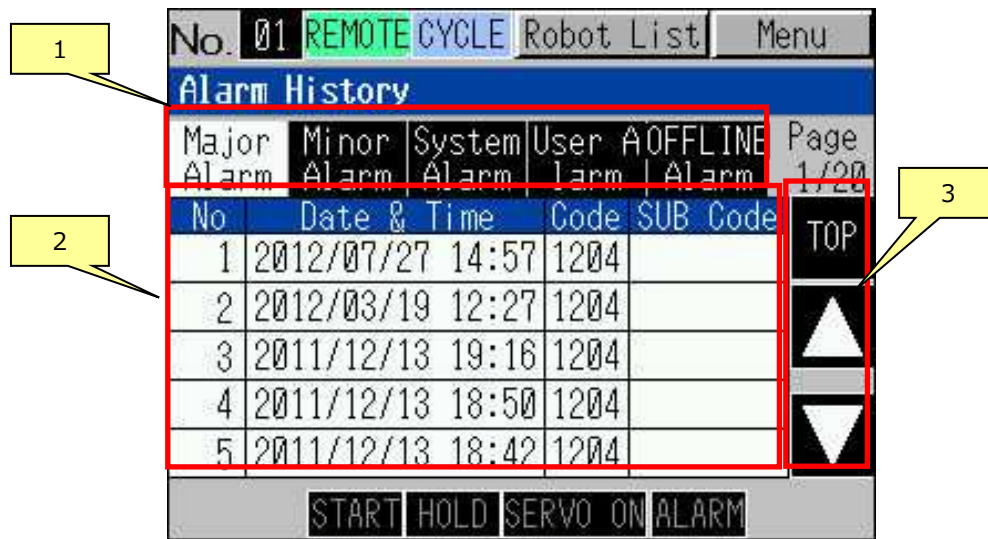 1
No. 01 REMOTE CYCLE Robot List Menu
Alarm History
Major Alarm Minor Alarm System Alarm User Alarm OFFLINE Alarm Page 1/20
3
2
No Date & Time Code SUB Code TOP
1 2012/07/27 14:57 1204
2 2012/03/19 12:27 1204
3 2011/12/13 19:16 1204
4 2011/12/13 18:50 1204
5 2011/12/13 18:42 1204
START HOLD SERVO ON ALARM